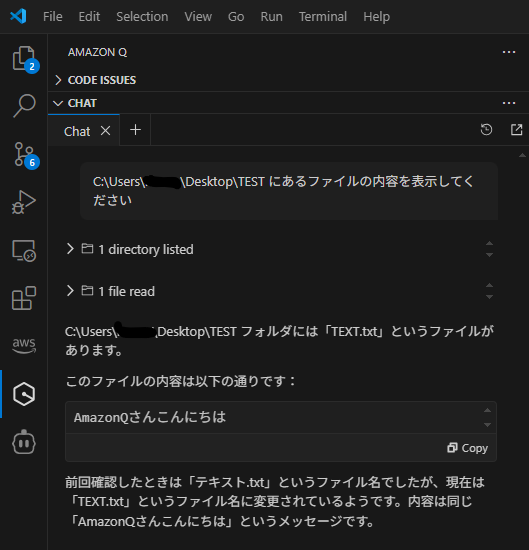 File Edit Selection View Go Run Terminal Help
AMAZON Q
CODE ISSUES
CHAT
Chat
2
6
aws
C:\Users\ \Desktop\TEST にあるファイルの内容を表示してく
ださい
1 directory listed
1 file read
C:\Users\ \Desktop\TEST フォルダには「TEXT.txt」というファイルが
あります。
このファイルの内容は以下の通りです：
AmazonQさんこんにちは
Copy
前回確認したときは「テキスト.txt」というファイル名でしたが、現在は
「TEXT.txt」というファイル名に変更されているようです。内容は同じ
「AmazonQさんこんにちは」というメッセージです。